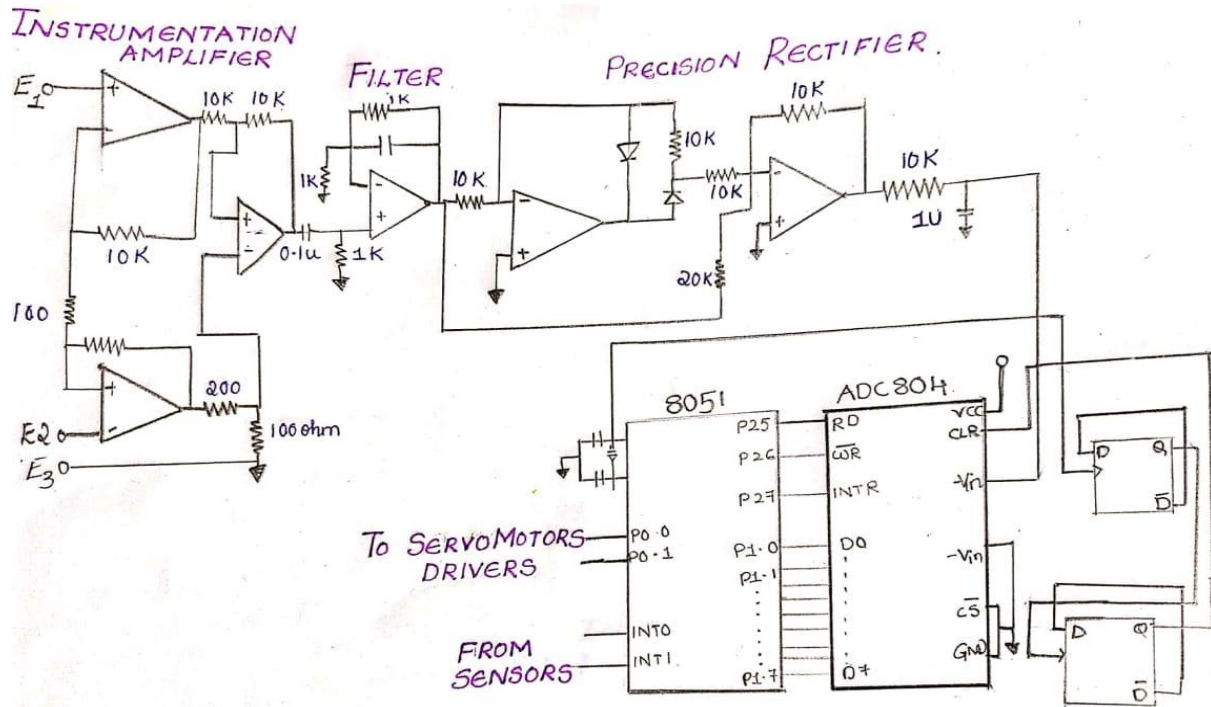 INSTRUMENTATION
AMPLIFIER
FILTER
PRECISION RECTIFIER.
E1
+
-
10K
10K
10K
100
+
-
0.1u
1K
1K
1K
-
+
10K
-
+
10K
10K
10K
-
+
10K
1U
20K
+
-
200
100ohm
E2
E3
8051
ADC804
P25
P26
P27
P0.0
P0.1
P1.0
P1.1
P1.7
INT0
INT1
RD
WR
INTR
D0
D7
VCC
CLR
-Vin
-Vin
CS
GND
D Q
D
D Q
D
TO SERVOMOTORS
DRIVERS
FROM
SENSORS